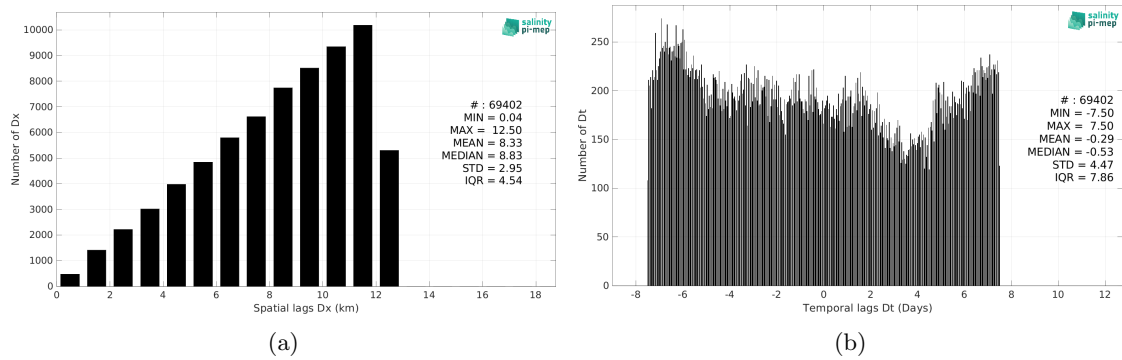 10000
9000
8000
7000
6000
5000
4000
3000
2000
1000
0
Number of Dx
0 2 4 6 8 10 12 14 16 18
Spatial lags Dx (km)
salinity
pi-mep
# : 69402
MIN = 0.04
MAX = 12.50
MEAN = 8.33
MEDIAN = 8.83
STD = 2.95
IQR = 4.54
(a)
250
200
150
100
50
0
Number of Dt
-8 -6 -4 -2 0 2 4 6 8 10 12
Temporal lags Dt (Days)
salinity
pi-mep
# : 69402
MIN = -7.50
MAX = 7.50
MEAN = -0.29
MEDIAN = -0.53
STD = 4.47
IQR = 7.86
(b)